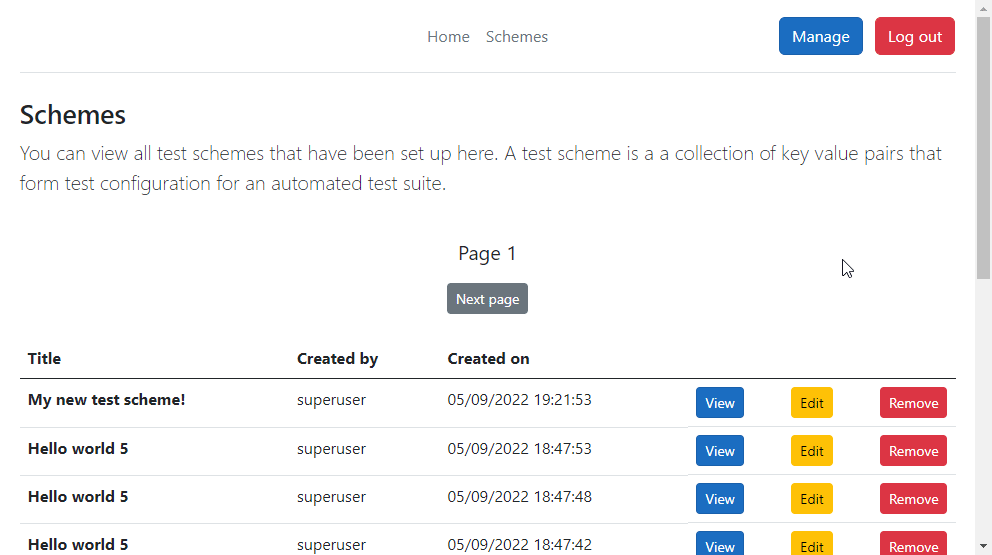 Home Schemes Manage Log out
Schemes
You can view all test schemes that have been set up here. A test scheme is a a collection of key value pairs that
form test configuration for an automated test suite.
Page 1
Next page
Title Created by Created on
My new test scheme! superuser 05/09/2022 19:21:53 View Edit Remove
Hello world 5 superuser 05/09/2022 18:47:53 View Edit Remove
Hello world 5 superuser 05/09/2022 18:47:48 View Edit Remove
Hello world 5 superuser 05/09/2022 18:47:42 View Edit Remove